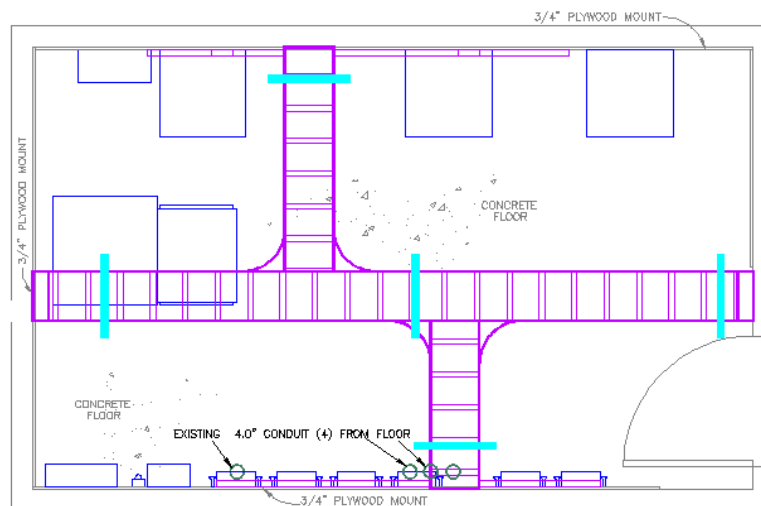 3/4" PLYWOOD MOUNT
3/4" PLYWOOD MOUNT
CONCRETE
FLOOR
CONCRETE
FLOOR
EXISTING 4.0" CONDUIT (4) FROM FLOOR
3/4" PLYWOOD MOUNT